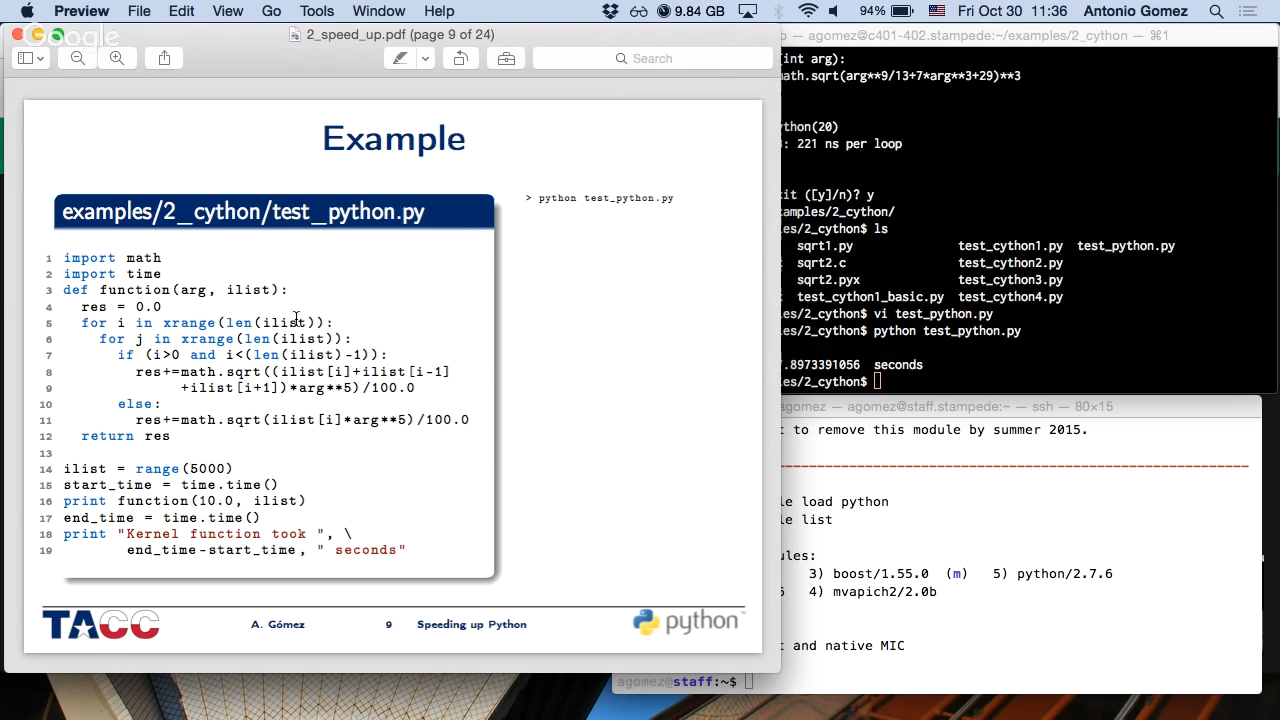 Preview File Edit View Go Tools Window Help 9.84 GB 94% Fri Oct 30 11:36 Antonio Gomez
Google
2_speed_up.pdf (page 9 of 24)
Search
Example
examples/2_cython/test_python.py
1 import math
2 import time
3 def function(arg, ilist):
4 res = 0.0
5 for i in xrange(len(ilist)):
6 for j in xrange(len(ilist)):
7 if (i>0 and i<(len(ilist)-1)):
8 res+=math.sqrt((ilist[i]+ilist[i-1]
9 +ilist[i+1])*arg**5)/100.0
10 else:
11 res+=math.sqrt(ilist[i]*arg**5)/100.0
12 return res
13
14 ilist = range(5000)
15 start_time = time.time()
16 print function(10.0, ilist)
17 end_time = time.time()
18 print "Kernel function took ", \
19 end_time-start_time, " seconds"
> python test_python.py
TACC A. Gómez 9 Speeding up Python python
agomez@c401-402.stampede:~/examples/2_cython — ⌘1
int arg):
ath.sqrt(arg**9/13+7*arg**3+29)**3
thon(20)
: 221 ns per loop
it ([y]/n)? y
amples/2_cython/
es/2_cython$ ls
sqrt1.py test_cython1.py test_python.py
sqrt2.c test_cython2.py
sqrt2.pyx test_cython3.py
test_cython1_basic.py test_cython4.py
es/2_cython$ vi test_python.py
es/2_cython$ python test_python.py
.8973391056 seconds
es/2_cython$
agomez — agomez@staff.stampede:~ — ssh — 80×15
t to remove this module by summer 2015.
le load python
le list
ules:
3) boost/1.55.0 (m) 5) python/2.7.6
6 4) mvapich2/2.0b
t and native MIC
agomez@staff:~$